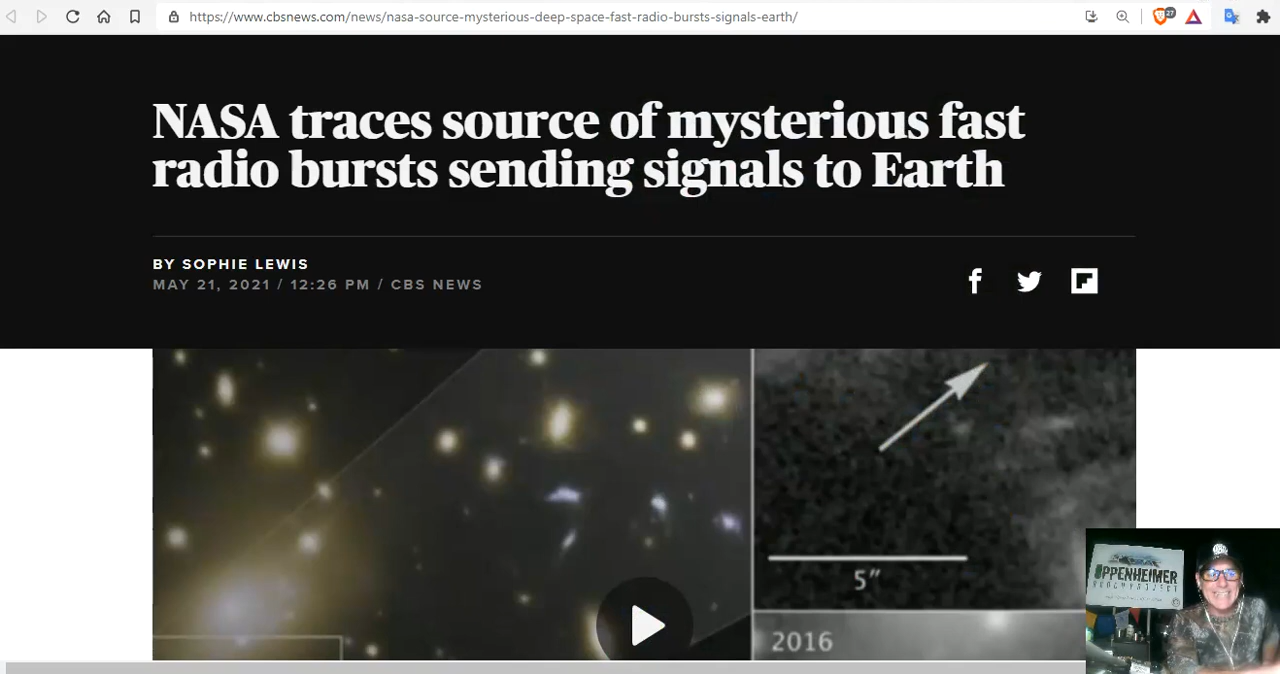 https://www.cbsnews.com/news/nasa-source-mysterious-deep-space-fast-radio-bursts-signals-earth/
27
NASA traces source of mysterious fast
radio bursts sending signals to Earth
BY SOPHIE LEWIS
MAY 21, 2021 / 12:26 PM / CBS NEWS
5"
2016
OPPENHEIMER